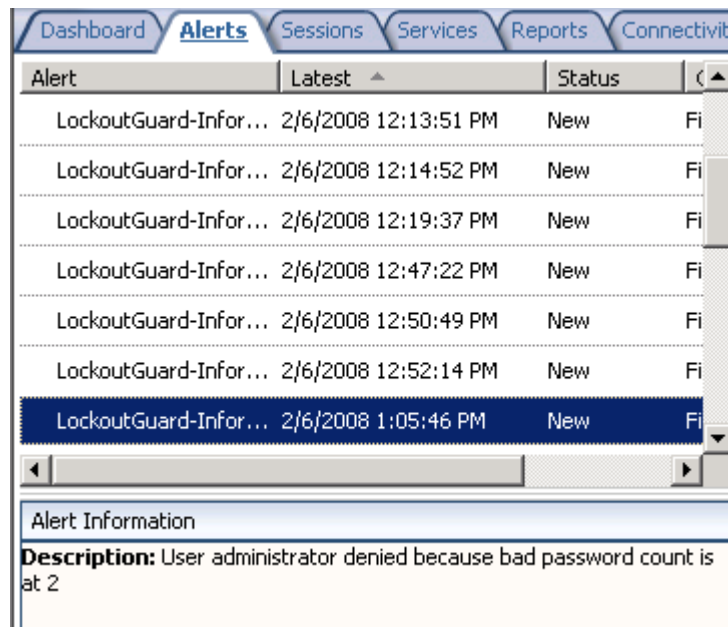 Dashboard Alerts Sessions Services Reports Connectivit
Alert Latest Status
LockoutGuard-Infor... 2/6/2008 12:13:51 PM New Fi
LockoutGuard-Infor... 2/6/2008 12:14:52 PM New Fi
LockoutGuard-Infor... 2/6/2008 12:19:37 PM New Fi
LockoutGuard-Infor... 2/6/2008 12:47:22 PM New Fi
LockoutGuard-Infor... 2/6/2008 12:50:49 PM New Fi
LockoutGuard-Infor... 2/6/2008 12:52:14 PM New Fi
LockoutGuard-Infor... 2/6/2008 1:05:46 PM New Fi
Alert Information
Description: User administrator denied because bad password count is
at 2